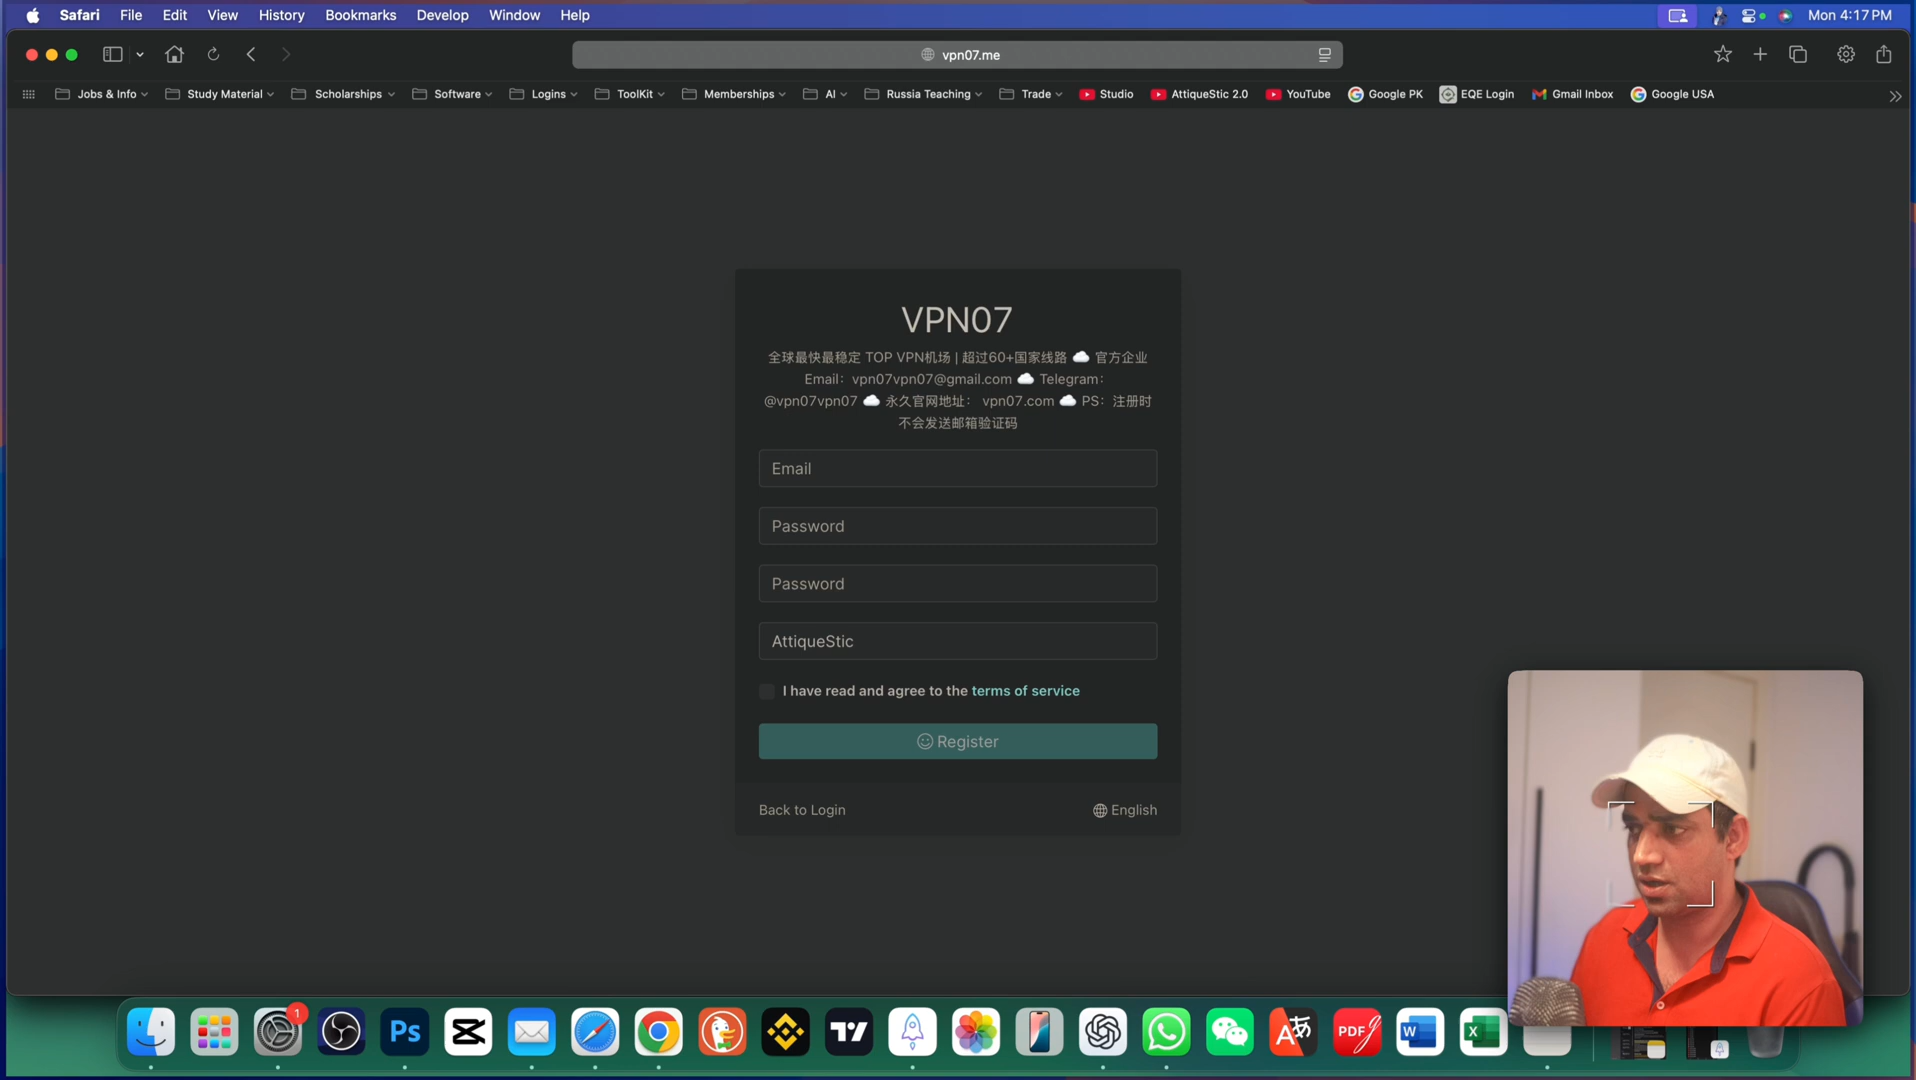 Safari File Edit View History Bookmarks Develop Window Help Mon 4:17 PM
vpn07.me
Jobs & Info Study Material Scholarships Software Logins ToolKit Memberships AI Russia Teaching Trade Studio AttiqueStic 2.0 YouTube Google PK EQE Login Gmail Inbox Google USA
VPN07
全球最快最稳定 TOP VPN机场 | 超过60+国家线路 ☁️ 官方企业
Email：vpn07vpn07@gmail.com ☁️ Telegram：
@vpn07vpn07 ☁️ 永久官网地址： vpn07.com ☁️ PS：注册时
不会发送邮箱验证码
Email
Password
Password
AttiqueStic
I have read and agree to the terms of service
Register
Back to Login English
1
Ps
PDF
W
X